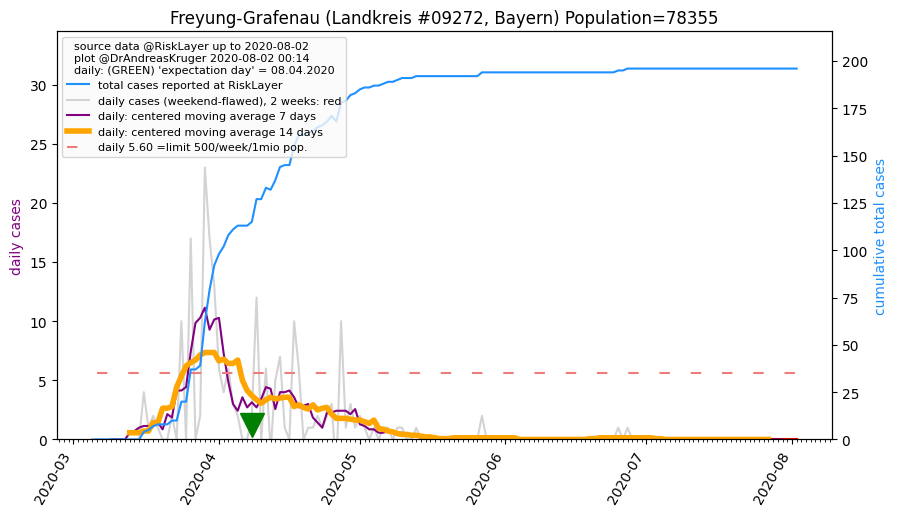 Freyung-Grafenau (Landkreis #09272, Bayern) Population=78355
source data @RiskLayer up to 2020-08-02
plot @DrAndreasKruger 2020-08-02 00:14
daily: (GREEN) 'expectation day' = 08.04.2020
total cases reported at RiskLayer
daily cases (weekend-flawed), 2 weeks: red
daily: centered moving average 7 days
daily: centered moving average 14 days
daily 5.60 =limit 500/week/1mio pop.
daily cases
30
25
20
15
10
5
0
cumulative total cases
200
175
150
125
100
75
50
25
0
2020-03
2020-04
2020-05
2020-06
2020-07
2020-08